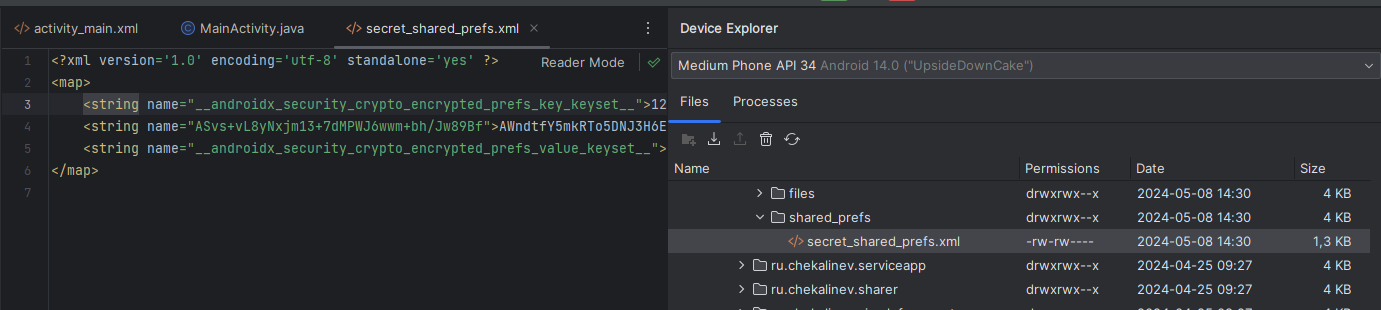 activity_main.xml MainActivity.java secret_shared_prefs.xml
1 <?xml version='1.0' encoding='utf-8' standalone='yes' ?> Reader Mode
2 <map>
3 <string name="__androidx_security_crypto_encrypted_prefs_key_keyset__">12
4 <string name="ASvs+vL8yNxjm13+7dMPWJ6wwm+bh/Jw89Bf">AWndtfY5mkRTo5DNJ3H6E
5 <string name="__androidx_security_crypto_encrypted_prefs_value_keyset__">
6 </map>
7
Device Explorer
Medium Phone API 34 Android 14.0 ("UpsideDownCake")
Files Processes
Name Permissions Date Size
files drwxrwx--x 2024-05-08 14:30 4 KB
shared_prefs drwxrwx--x 2024-05-08 14:30 4 KB
secret_shared_prefs.xml -rw-rw---- 2024-05-08 14:30 1,3 KB
ru.chekalinev.serviceapp drwxrwx--x 2024-04-25 09:27 4 KB
ru.chekalinev.sharer drwxrwx--x 2024-04-25 09:27 4 KB